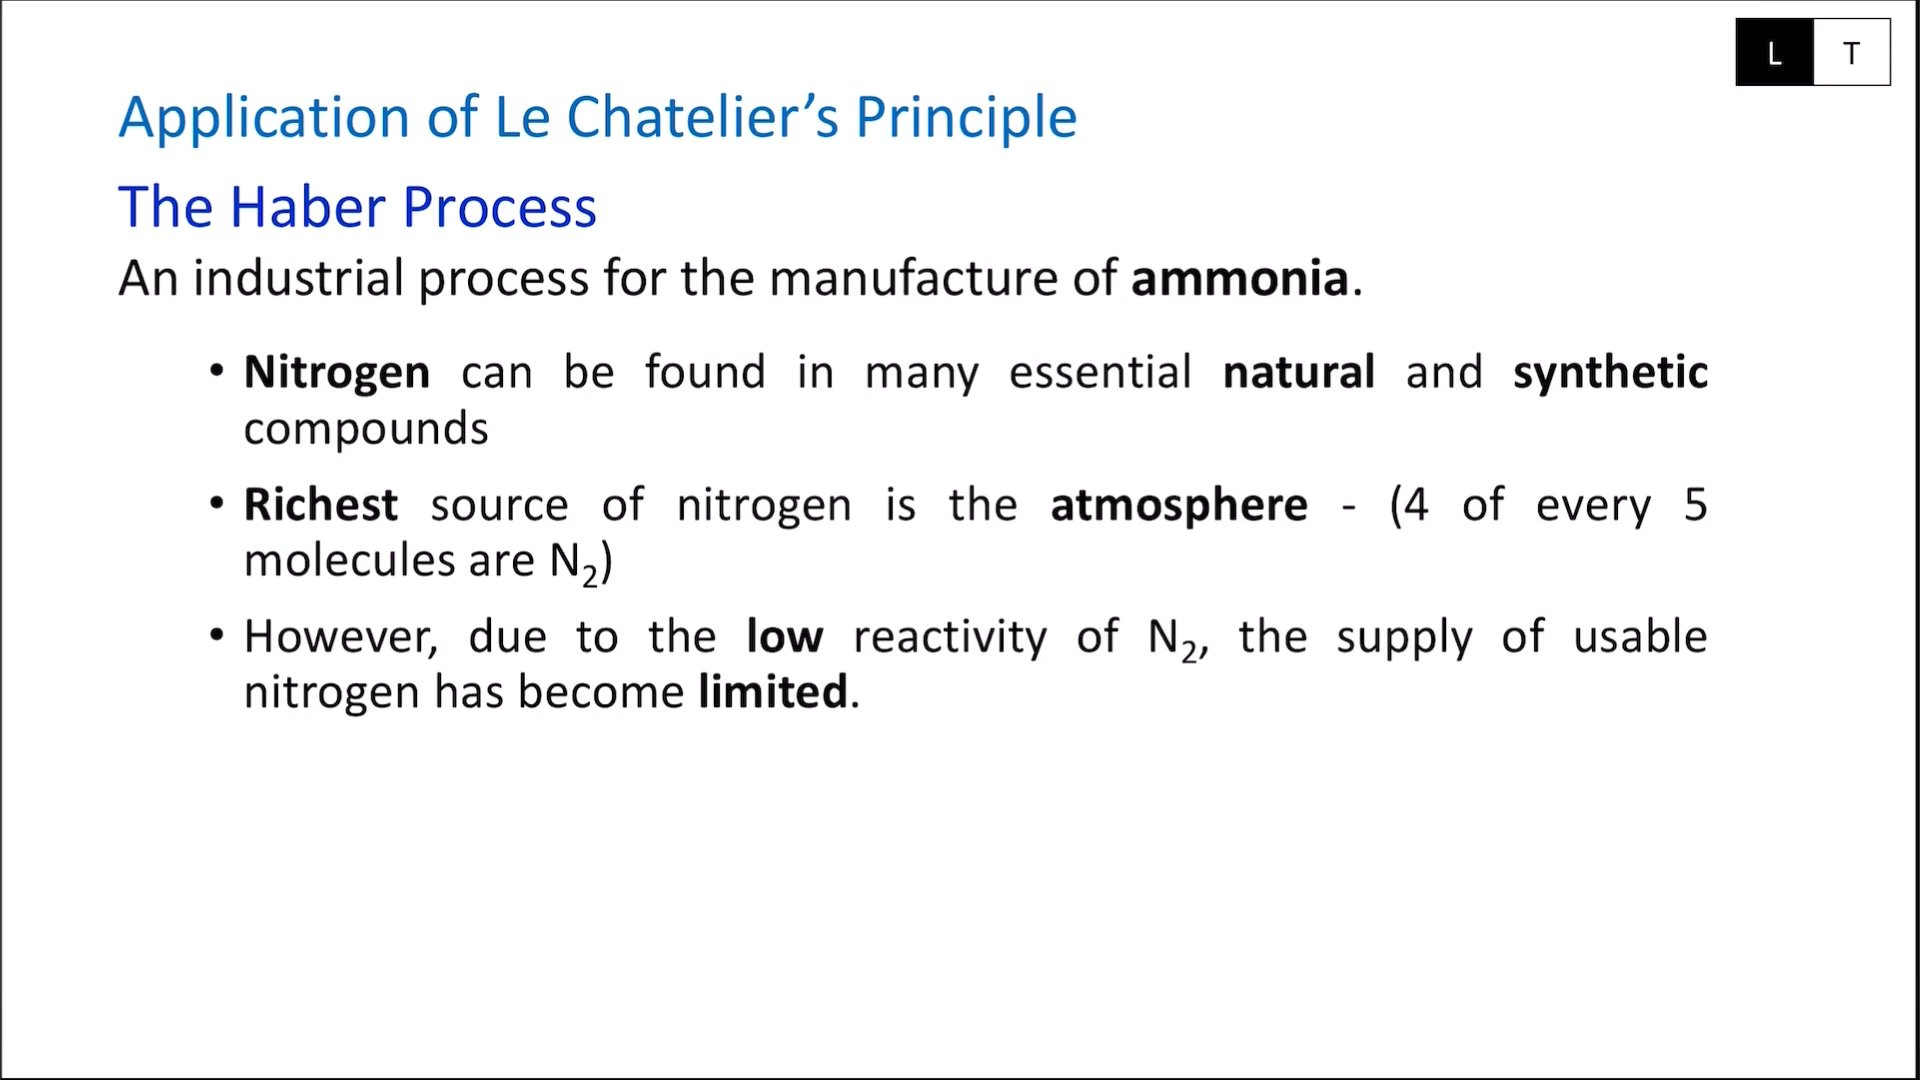 L T
Application of Le Chatelier’s Principle
The Haber Process
An industrial process for the manufacture of ammonia.
• Nitrogen can be found in many essential natural and synthetic
compounds
• Richest source of nitrogen is the atmosphere - (4 of every 5
molecules are N₂)
• However, due to the low reactivity of N₂, the supply of usable
nitrogen has become limited.